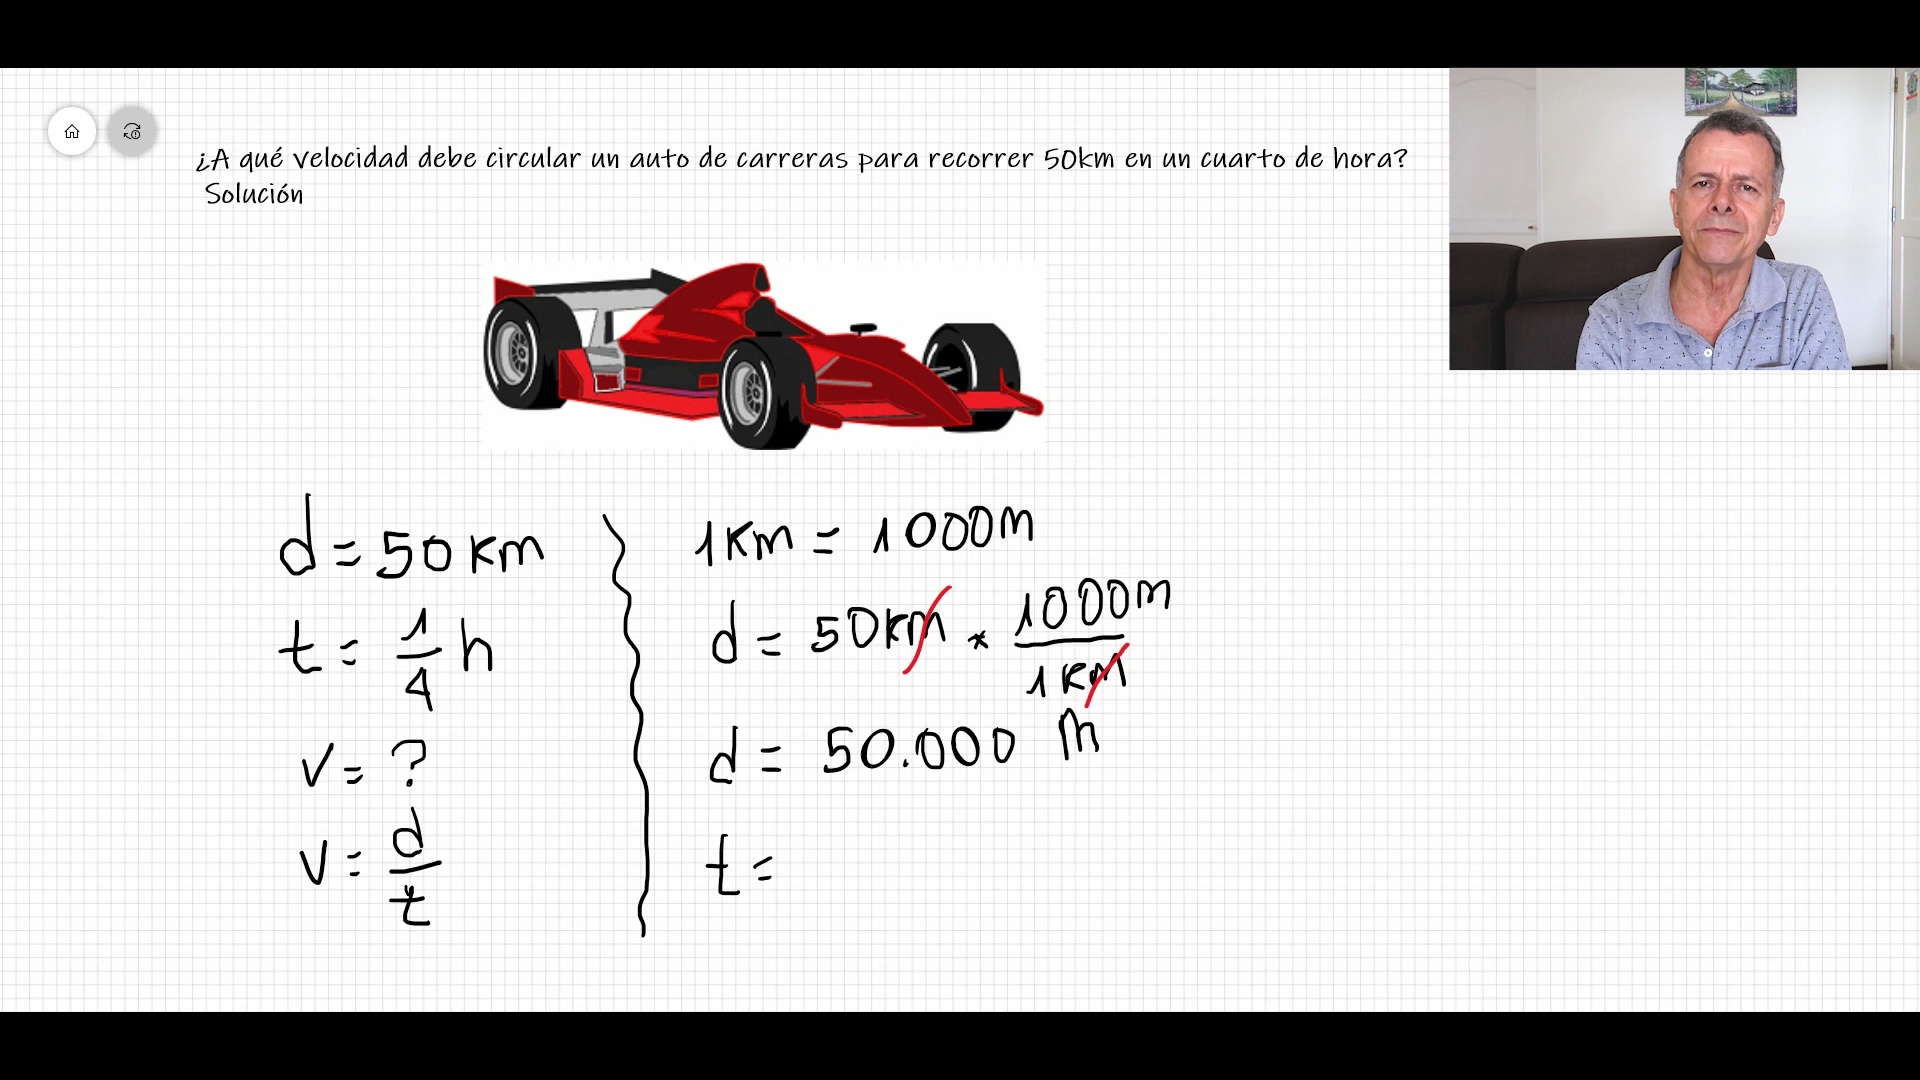 ¿A qué velocidad debe circular un auto de carreras para recorrer 50km en un cuarto de hora?
Solución
d = 50 km
t = 1/4 h
v = ?
v = d/t
1km = 1000m
d = 50km * 1000m/1km
d = 50.000 m
t =